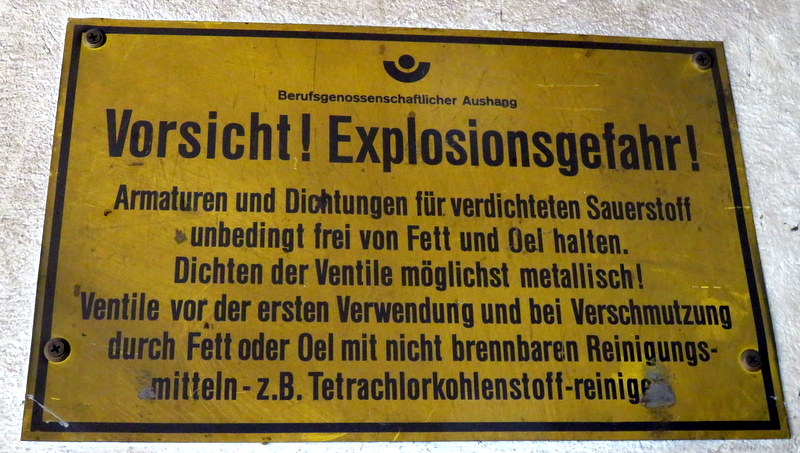 Berufsgenossenschaftlicher Aushang
Vorsicht! Explosionsgefahr!
Armaturen und Dichtungen für verdichteten Sauerstoff
unbedingt frei von Fett und Oel halten.
Dichten der Ventile möglichst metallisch!
Ventile vor der ersten Verwendung und bei Verschmutzung
durch Fett oder Oel mit nicht brennbaren Reinigungs-
mitteln - z.B. Tetrachlorkohlenstoff-reinige